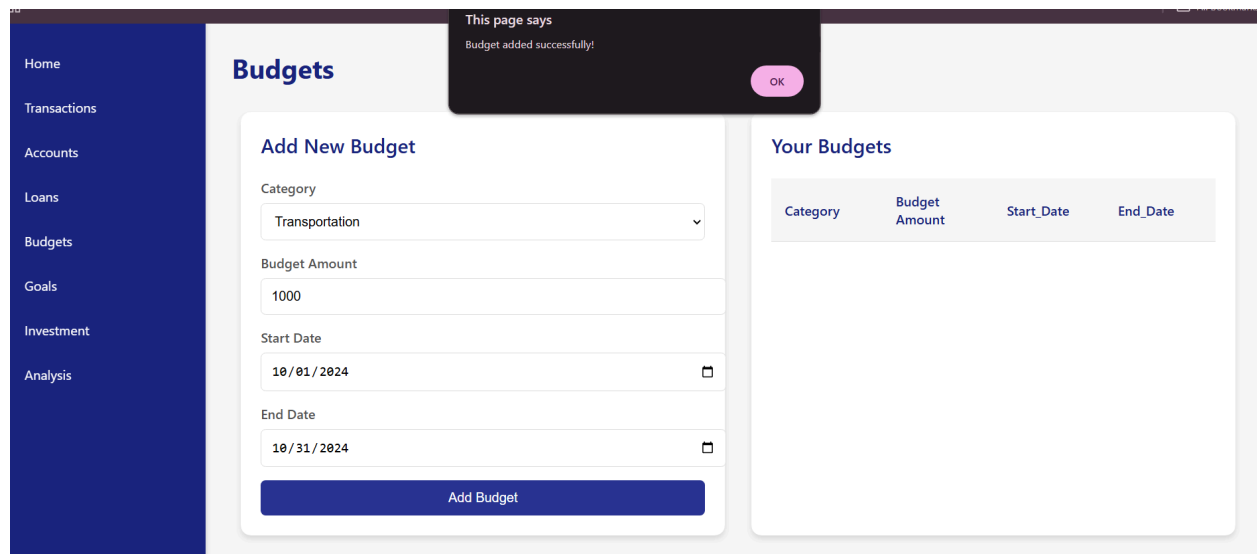 This page says
Budget added successfully!
OK
Home
Transactions
Accounts
Loans
Budgets
Goals
Investment
Analysis
Budgets
Add New Budget
Category
Transportation
Budget Amount
1000
Start Date
10/01/2024
End Date
10/31/2024
Add Budget
Your Budgets
Category
Budget
Amount
Start_Date
End_Date